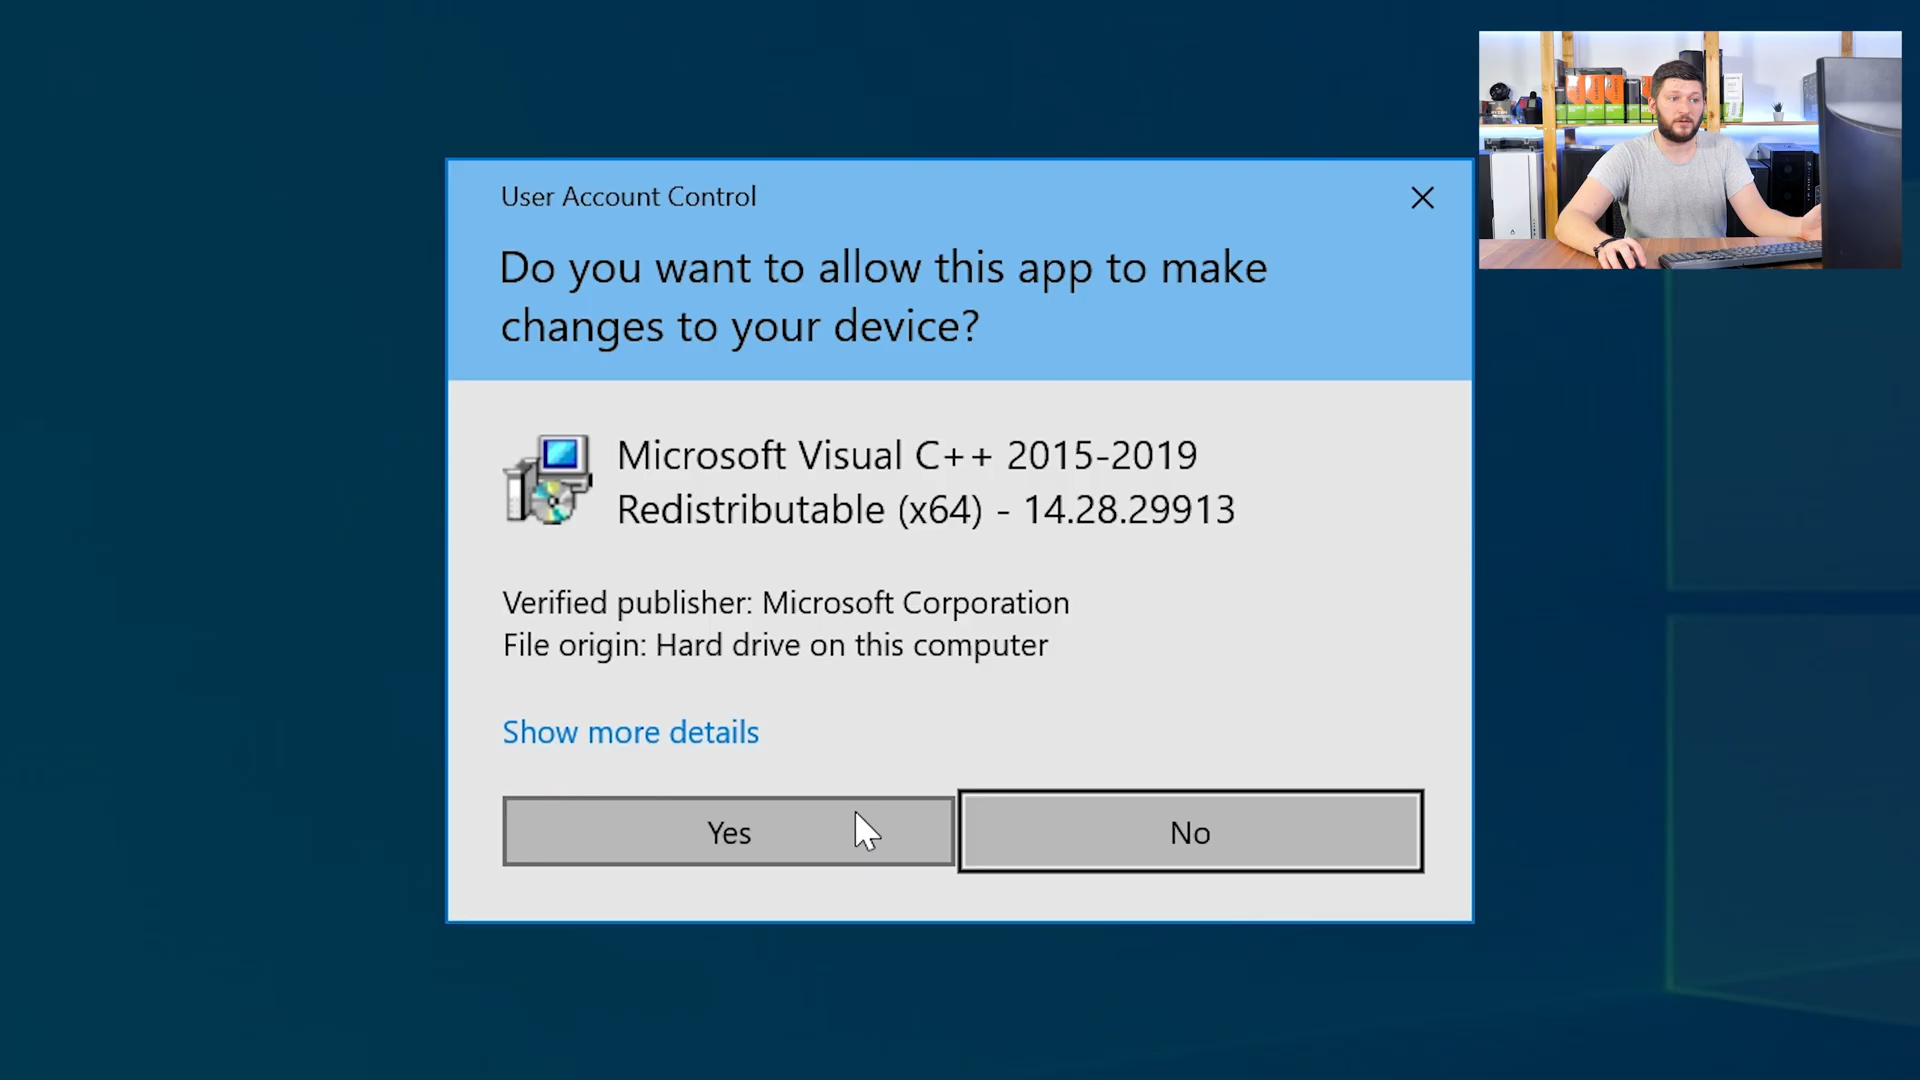 User Account Control
Do you want to allow this app to make
changes to your device?
Microsoft Visual C++ 2015-2019
Redistributable (x64) - 14.28.29913
Verified publisher: Microsoft Corporation
File origin: Hard drive on this computer
Show more details
Yes
No